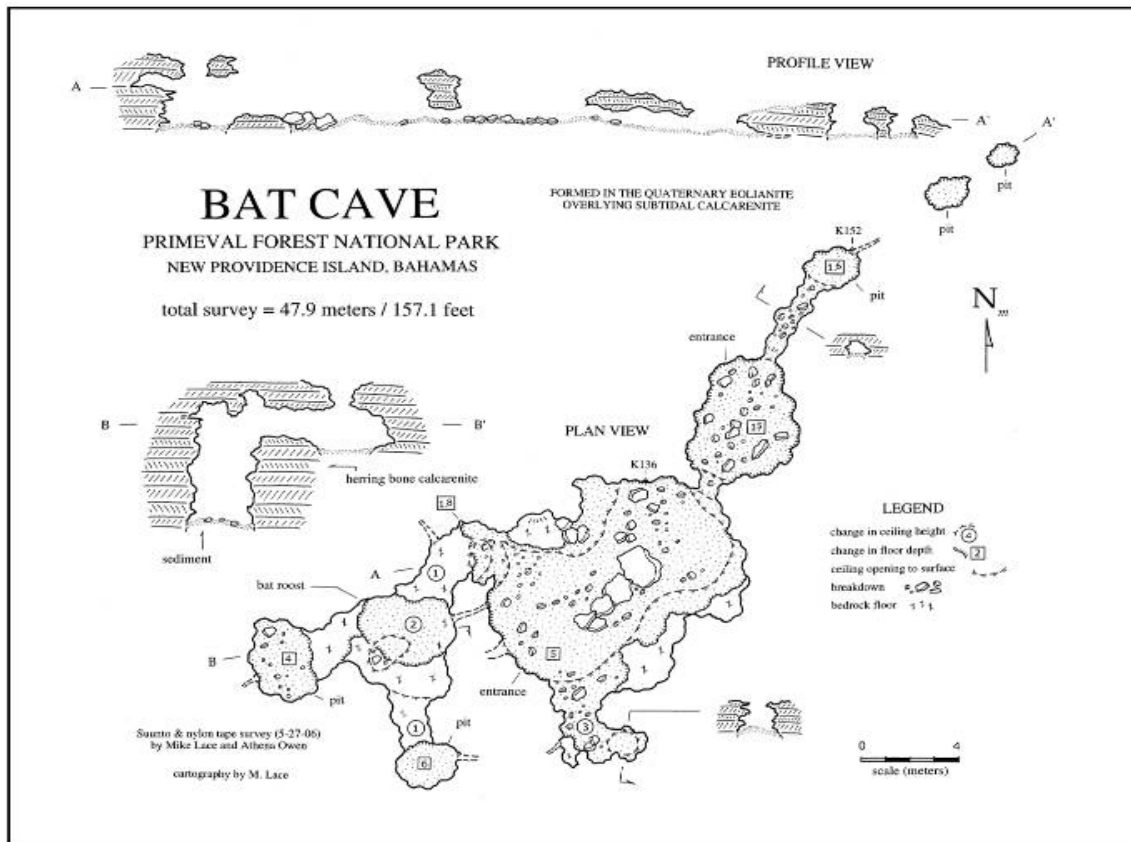 PROFILE VIEW
A
A'
A'
pit
pit
BAT CAVE
PRIMEVAL FOREST NATIONAL PARK
NEW PROVIDENCE ISLAND, BAHAMAS
total survey = 47.9 meters / 157.1 feet
FORMED IN THE QUATERNARY EOLIANITE
OVERLYING SUBTIDAL CALCARENITE
K152
pit
N m
entrance
B
B'
herring bone calcarenite
sediment
PLAN VIEW
K136
1.8
A
1
bat roost
2
B
4
pit
5
entrance
1
pit
6
3
LEGEND
change in ceiling height 4
change in floor depth 2
ceiling opening to surface
breakdown
bedrock floor
Suunto & nylon tape survey (5-27-06)
by Mike Lace and Athena Owen
cartography by M. Lace
0 4
scale (meters)